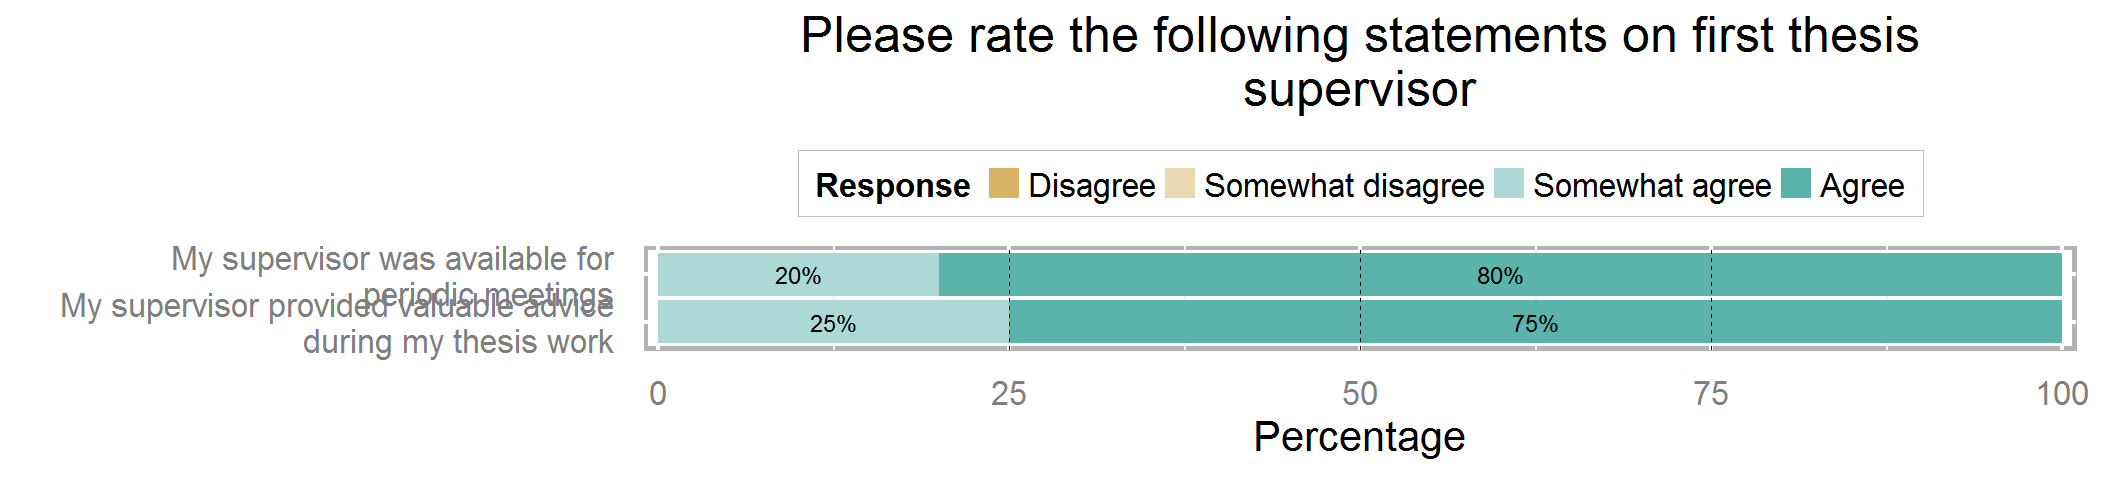 Please rate the following statements on first thesis
supervisor
Response Disagree Somewhat disagree Somewhat agree Agree
My supervisor was available for
periodic meetings
20% 80%
My supervisor provided valuable advice
during my thesis work
25% 75%
0 25 50 75 100
Percentage